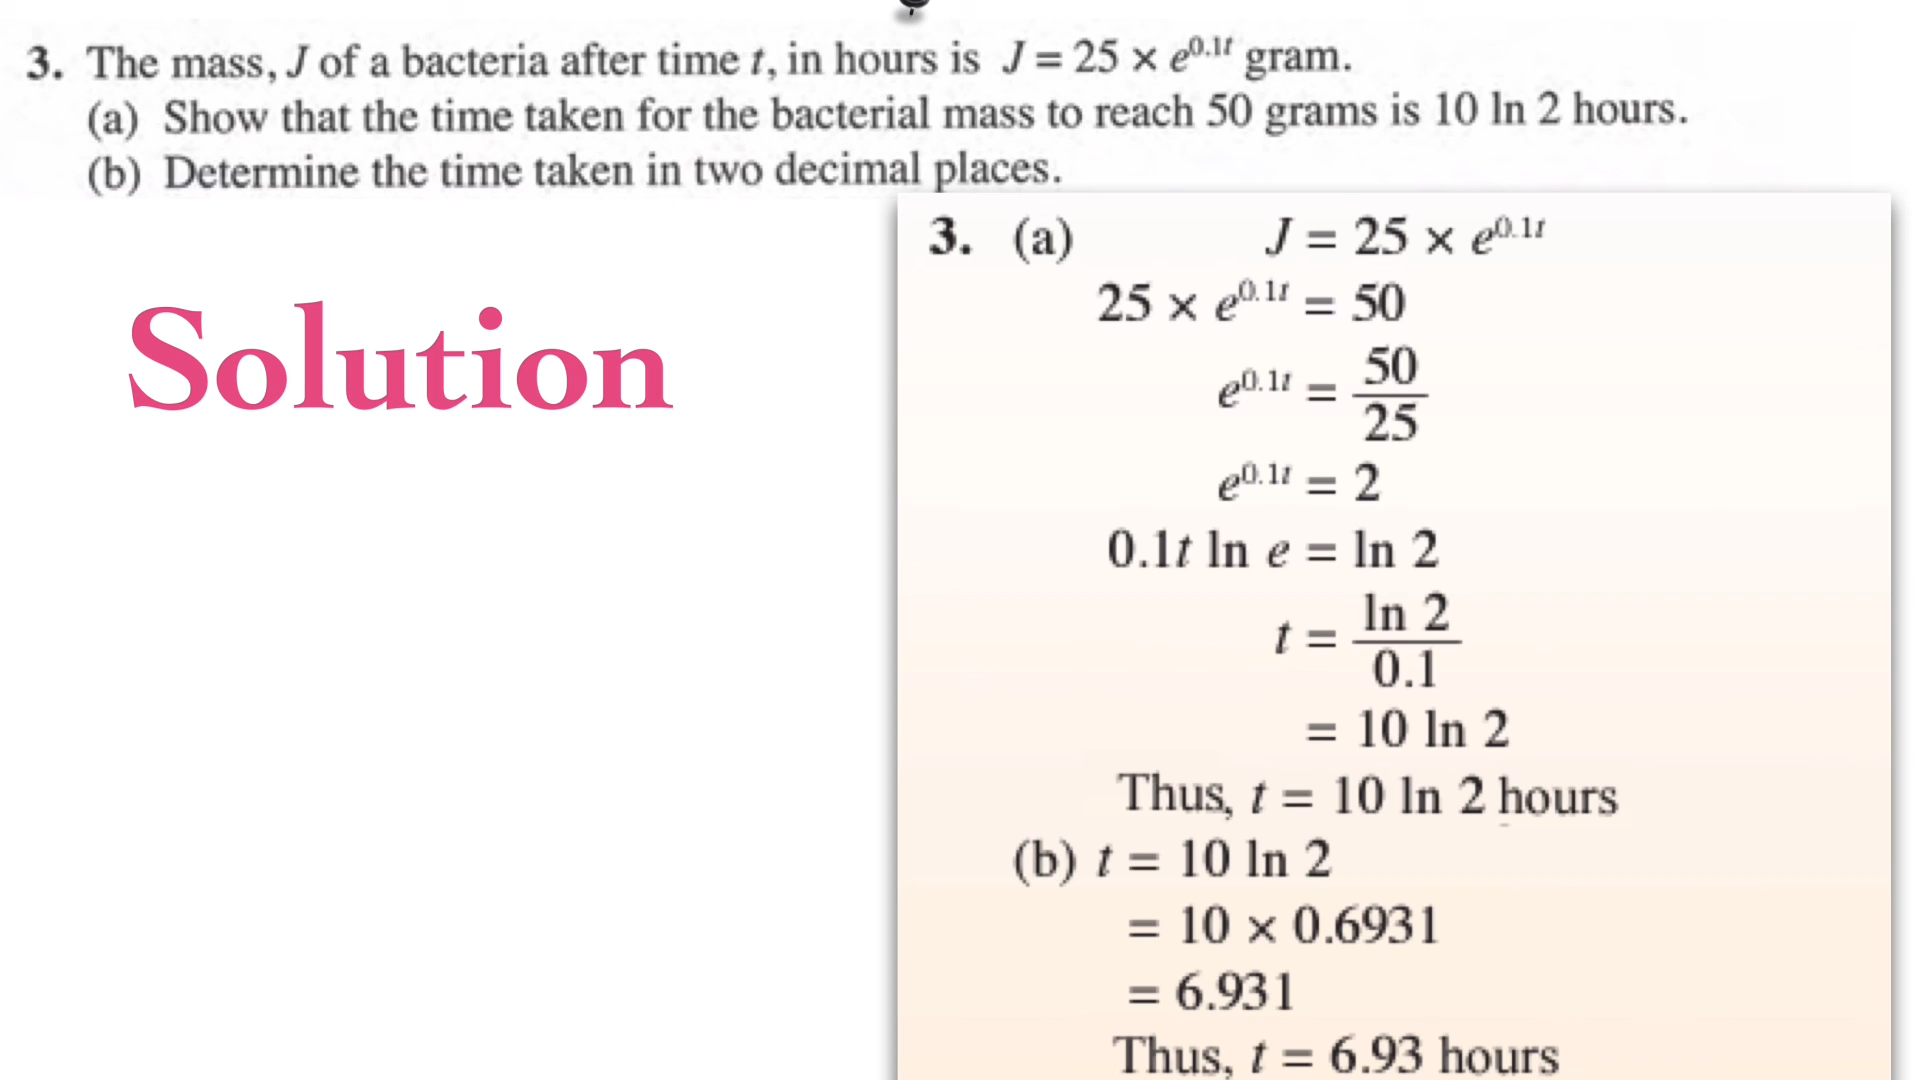 3. The mass, J of a bacteria after time t, in hours is J = 25 × e^0.1t gram.
(a) Show that the time taken for the bacterial mass to reach 50 grams is 10 ln 2 hours.
(b) Determine the time taken in two decimal places.
Solution
3. (a) J = 25 × e^0.1t
25 × e^0.1t = 50
e^0.1t = 50/25
e^0.1t = 2
0.1t ln e = ln 2
t = ln 2/0.1
= 10 ln 2
Thus, t = 10 ln 2 hours
(b) t = 10 ln 2
= 10 × 0.6931
= 6.931
Thus, t = 6.93 hours